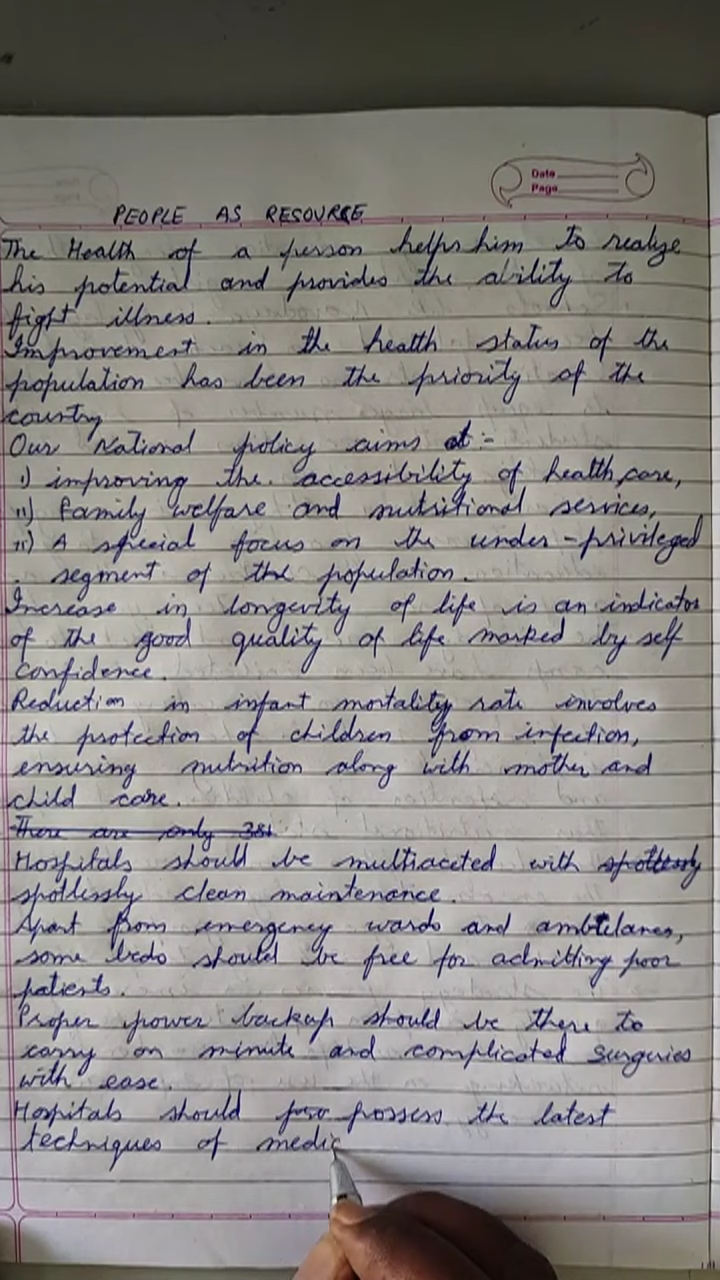 Date
Page
PEOPLE AS RESOURCE
The Health of a person helps him to realize
his potential and provides the ability to
fight illness.
Improvement in the health status of the
population has been the priority of the
country
Our National policy aims at :-
i) improving the accessibility of health care,
ii) Family welfare and nutritional services,
iii) A special focus on the under-privileged
segment of the population.
Increase in longevity of life is an indicator
of the good quality of life marked by self
confidence.
Reduction in infant mortality rate involves
the protection of children from infection,
ensuring nutrition along with mother and
child care.
There are only 381
Hospitals should be multiaceted with spotlessly
spotlessly clean maintenance.
Apart from emergency wards and ambulances,
some beds should be free for admitting poor
patients.
Proper power backup should be there to
carry on minute and complicated surgeries
with ease.
Hospitals should possess the latest
techniques of medic